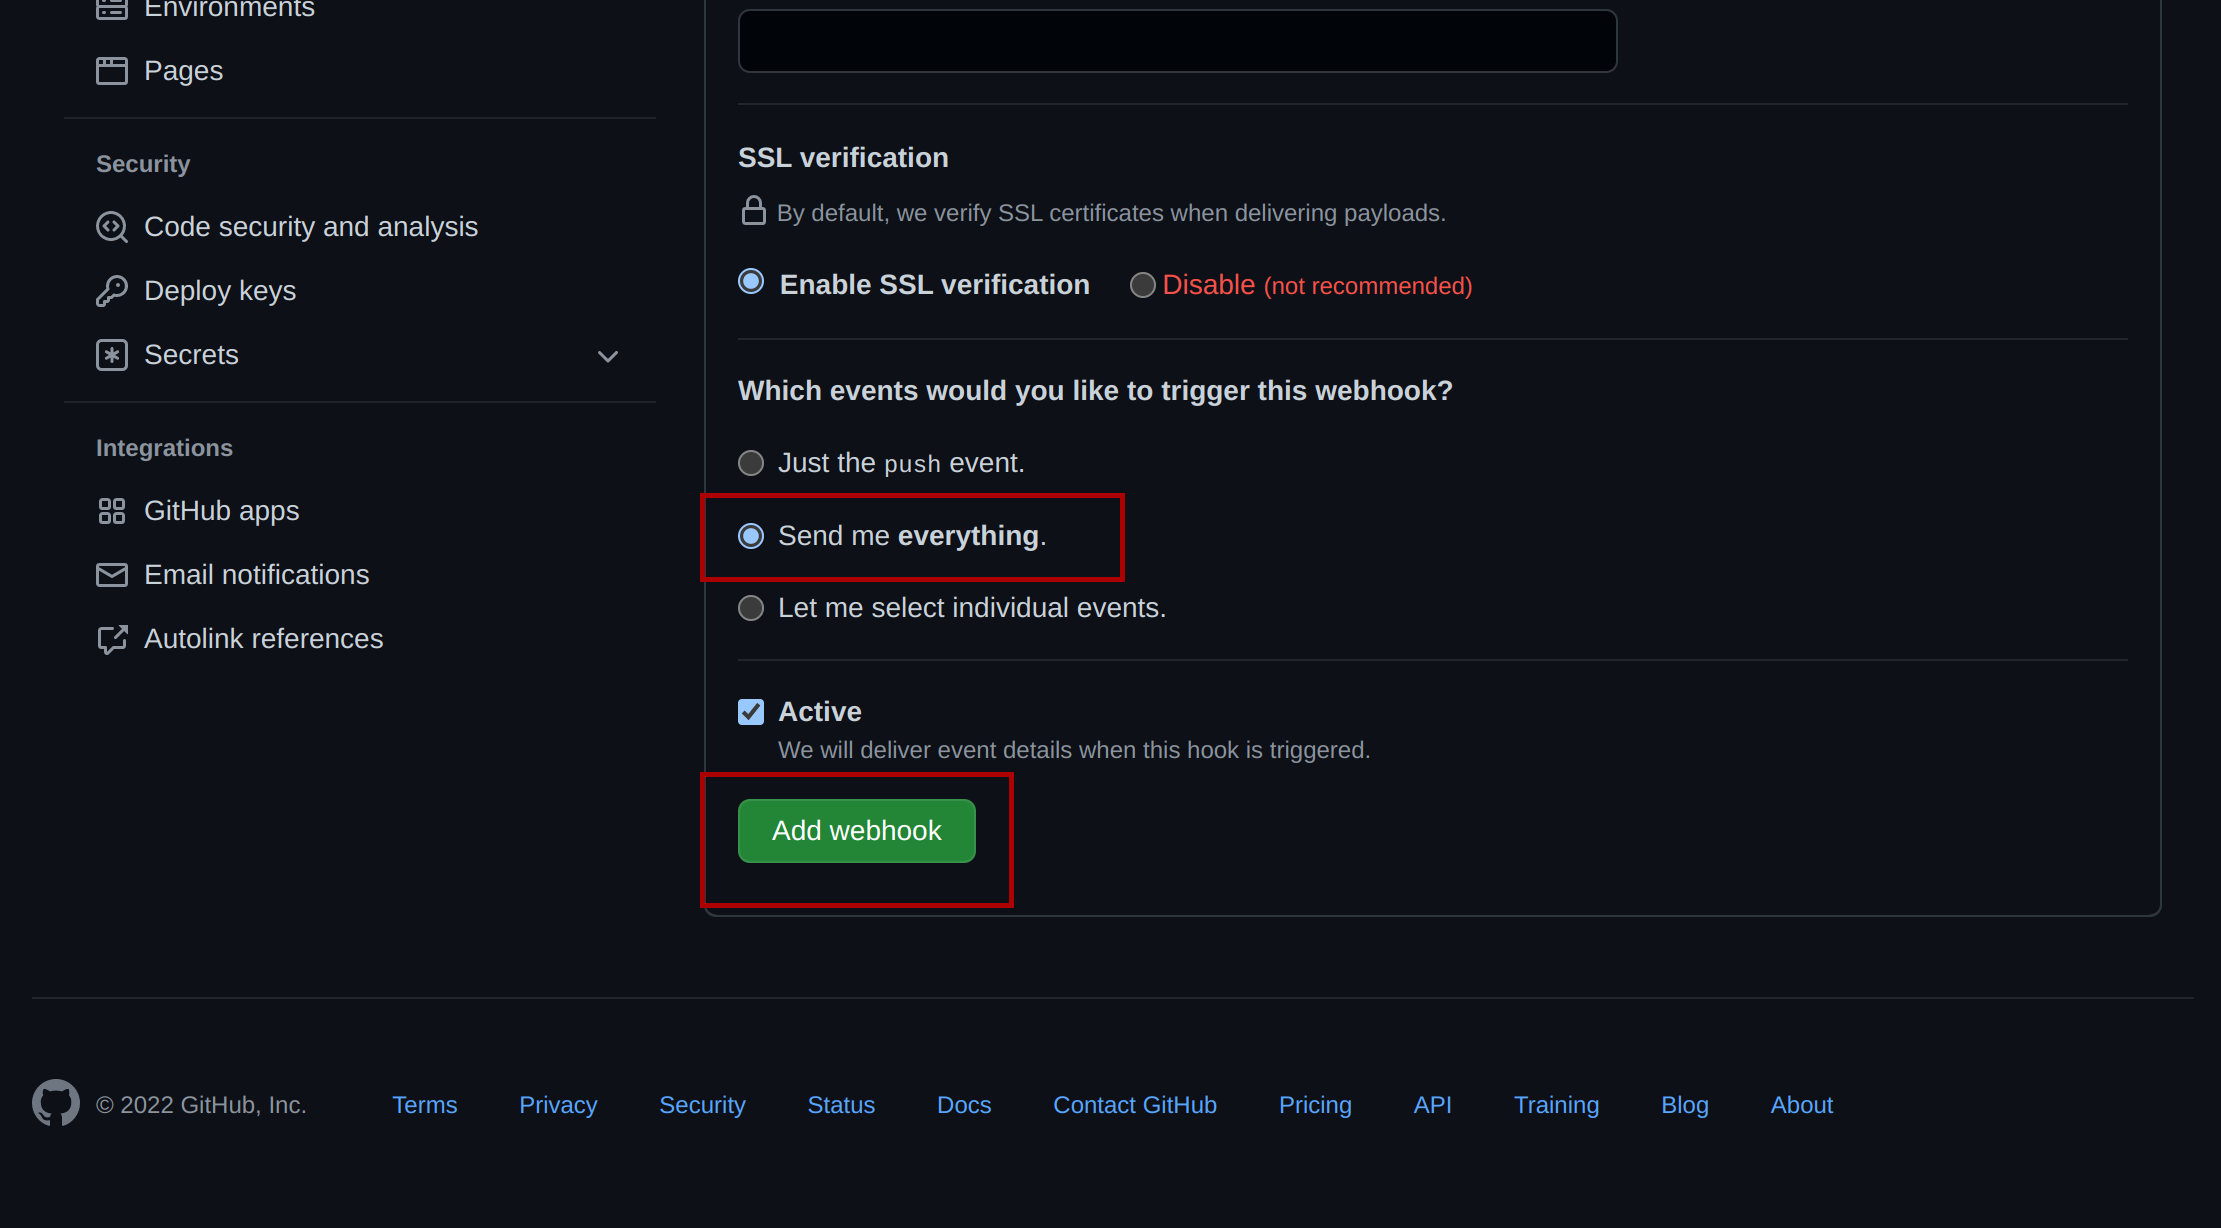 Environments
Pages
Security
Code security and analysis
Deploy keys
Secrets
Integrations
GitHub apps
Email notifications
Autolink references
SSL verification
By default, we verify SSL certificates when delivering payloads.
Enable SSL verification Disable (not recommended)
Which events would you like to trigger this webhook?
Just the push event.
Send me everything.
Let me select individual events.
Active
We will deliver event details when this hook is triggered.
Add webhook
© 2022 GitHub, Inc. Terms Privacy Security Status Docs Contact GitHub Pricing API Training Blog About